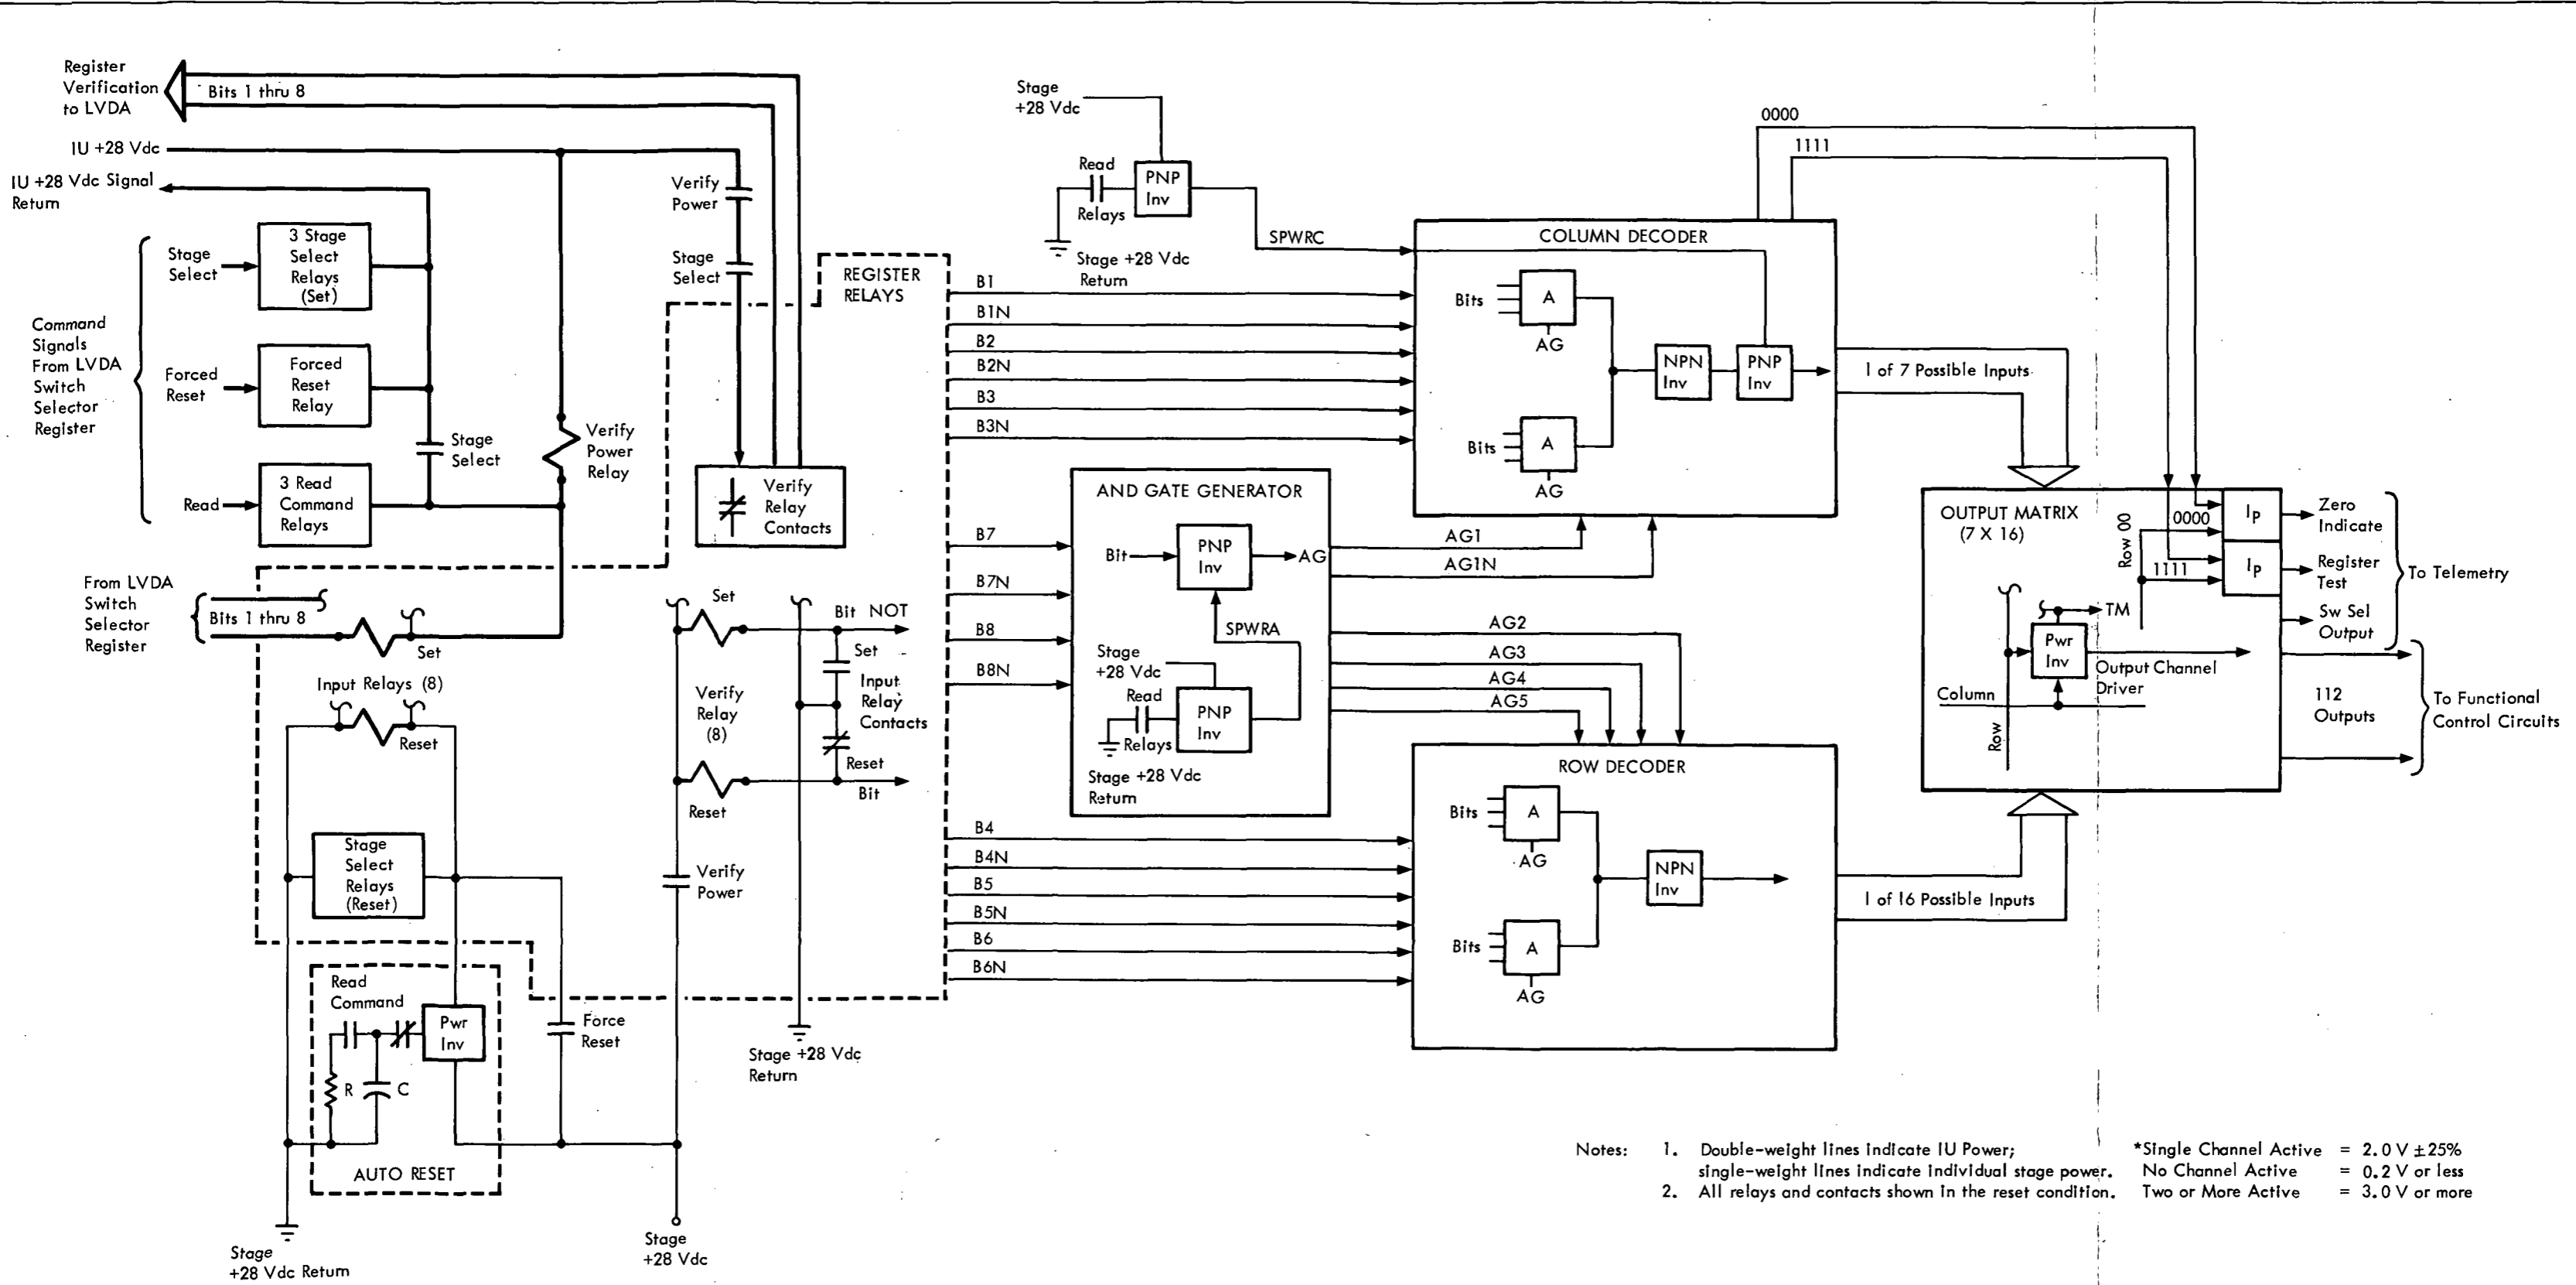 Register
Verification
to LVDA
Bits 1 thru 8
IU +28 Vdc
IU +28 Vdc Signal
Return
Command
Signals
From LVDA
Switch
Selector
Register
Stage
Select
3 Stage
Select
Relays
(Set)
Forced
Reset
Forced
Reset
Relay
Read
3 Read
Command
Relays
Stage
Select
Verify
Power
Relay
Verify
Power
Stage
Select
Verify
Relay
Contacts
REGISTER
RELAYS
From LVDA
Switch
Selector
Register
Bits 1 thru 8
Set
Input Relays (8)
Reset
Stage
Select
Relays
(Reset)
Read
Command
Pwr
Inv
R
C
AUTO RESET
Force
Reset
Stage
+28 Vdc Return
Stage
+28 Vdc
Set
Verify
Relay
(8)
Reset
Verify
Power
Bit NOT
Set
Input
Relay
Contacts
Reset
Bit
Stage +28 Vdc
Return
Stage
+28 Vdc
Read
Relays
PNP
Inv
Stage +28 Vdc
Return
SPWRC
B1
B1N
B2
B2N
B3
B3N
B7
B7N
B8
B8N
B4
B4N
B5
B5N
B6
B6N
AND GATE GENERATOR
Bit
PNP
Inv
AG
SPWRA
Stage
+28 Vdc
Read
Relays
PNP
Inv
Stage +28 Vdc
Return
AG1
AG1N
AG2
AG3
AG4
AG5
COLUMN DECODER
Bits
A
AG
Bits
A
AG
NPN
Inv
PNP
Inv
ROW DECODER
Bits
A
AG
Bits
A
AG
NPN
Inv
0000
1111
1 of 7 Possible Inputs
1 of 16 Possible Inputs
OUTPUT MATRIX
(7 X 16)
Row 00
0000
1111
Ip
Ip
TM
Pwr
Inv
Output Channel
Driver
Column
Row
Zero
Indicate
Register
Test
Sw Sel
Output
To Telemetry
112
Outputs
To Functional
Control Circuits
Notes: 1. Double-weight lines indicate IU Power;
single-weight lines indicate individual stage power.
2. All relays and contacts shown in the reset condition.
*Single Channel Active = 2.0 V ±25%
No Channel Active = 0.2 V or less
Two or More Active = 3.0 V or more